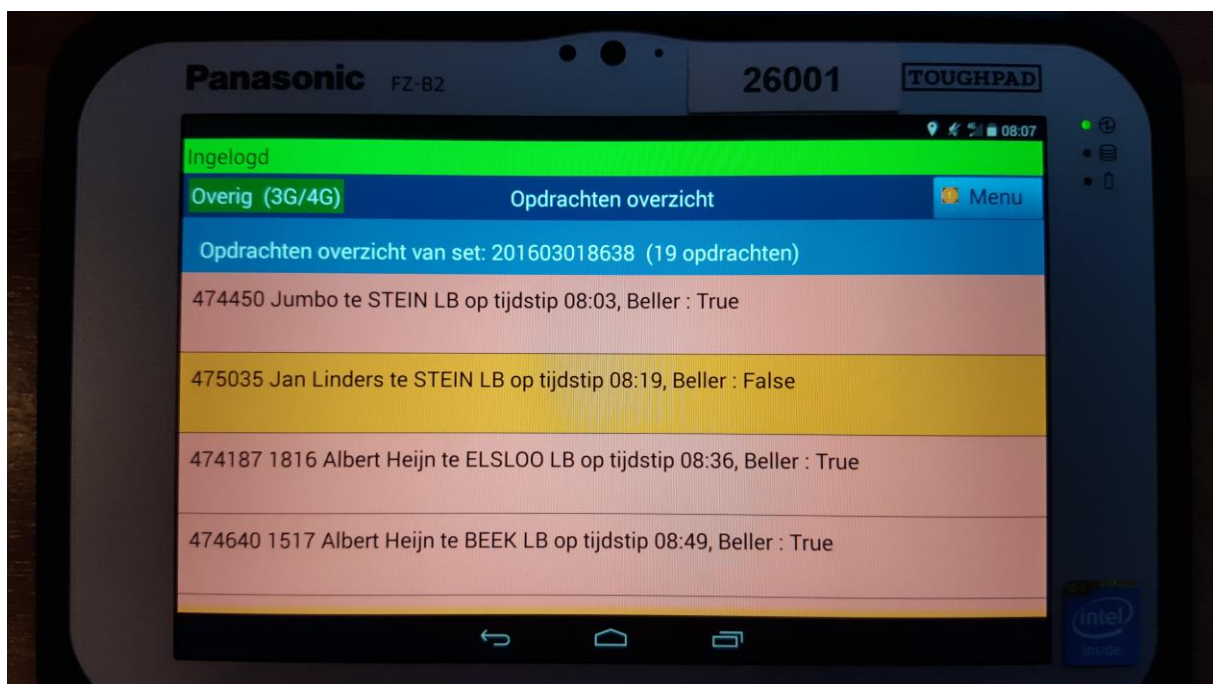 Panasonic FZ-B2 26001 TOUGHPAD
08:07
Ingelogd
Overig (3G/4G) Opdrachten overzicht Menu
Opdrachten overzicht van set: 201603018638 (19 opdrachten)
474450 Jumbo te STEIN LB op tijdstip 08:03, Beller : True
475035 Jan Linders te STEIN LB op tijdstip 08:19, Beller : False
474187 1816 Albert Heijn te ELSLOO LB op tijdstip 08:36, Beller : True
474640 1517 Albert Heijn te BEEK LB op tijdstip 08:49, Beller : True
intel
inside